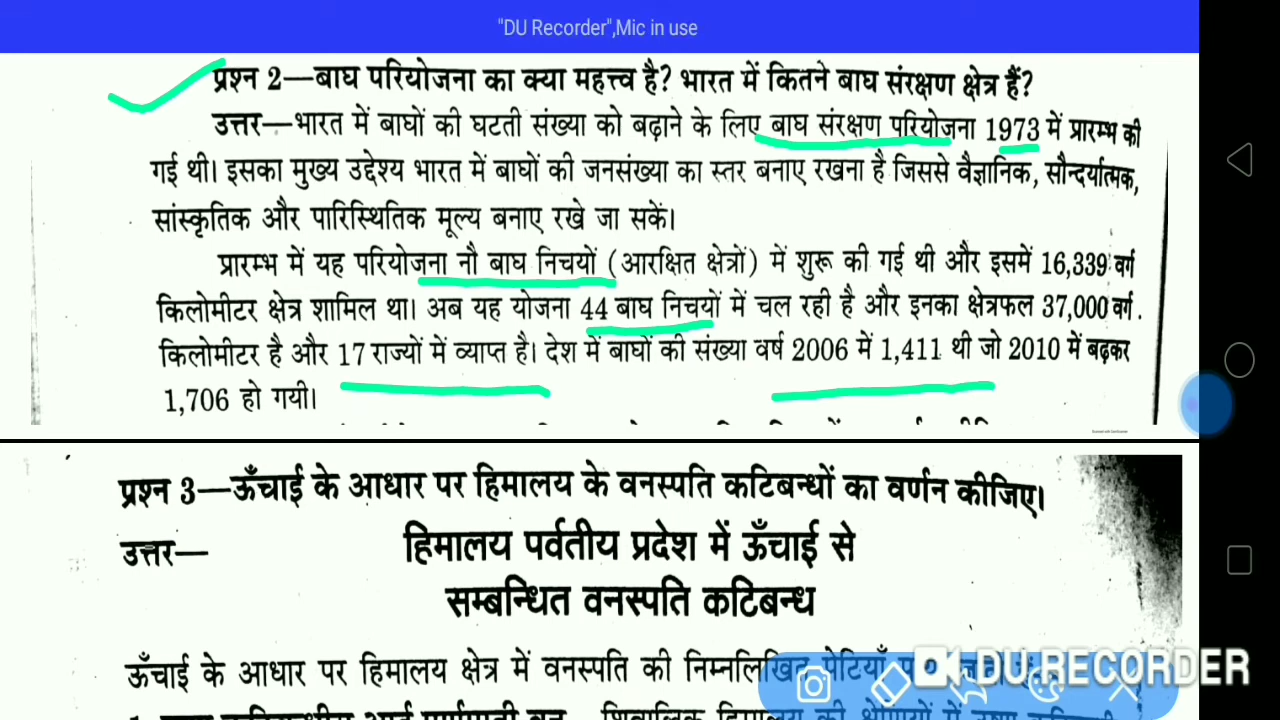 "DU Recorder",Mic in use
प्रश्न 2—बाघ परियोजना का क्या महत्त्व है? भारत में कितने बाघ संरक्षण क्षेत्र हैं?
उत्तर—भारत में बाघों की घटती संख्या को बढ़ाने के लिए बाघ संरक्षण परियोजना 1973 में प्रारम्भ की
गई थी। इसका मुख्य उद्देश्य भारत में बाघों की जनसंख्या का स्तर बनाए रखना है जिससे वैज्ञानिक, सौन्दर्यात्मक,
सांस्कृतिक और पारिस्थितिक मूल्य बनाए रखे जा सकें।
प्रारम्भ में यह परियोजना नौ बाघ निचयों (आरक्षित क्षेत्रों) में शुरू की गई थी और इसमें 16,339 वर्ग
किलोमीटर क्षेत्र शामिल था। अब यह योजना 44 बाघ निचयों में चल रही है और इनका क्षेत्रफल 37,000 वर्ग.
किलोमीटर है और 17 राज्यों में व्याप्त है। देश में बाघों की संख्या वर्ष 2006 में 1,411 थी जो 2010 में बढ़कर
1,706 हो गयी।
प्रश्न 3—ऊँचाई के आधार पर हिमालय के वनस्पति कटिबन्धों का वर्णन कीजिए।
उत्तर—
हिमालय पर्वतीय प्रदेश में ऊँचाई से
सम्बन्धित वनस्पति कटिबन्ध
ऊँचाई के आधार पर हिमालय क्षेत्र में वनस्पति की निम्नलिखित पेटियाँ
DU RECORDER